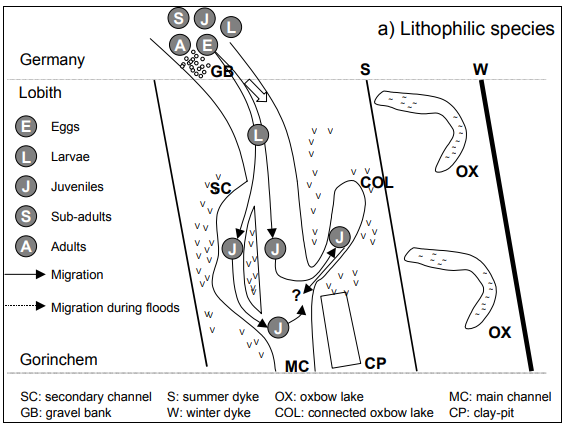 a) Lithophilic species
S J L
A E
Germany
GB
S
W
Lobith
E Eggs
L
L Larvae
OX
SC
COL
J Juveniles
S Sub-adults
J
J
J
A Adults
Migration
?
Migration during floods
J
OX
Gorinchem
MC
CP
SC: secondary channel S: summer dyke OX: oxbow lake MC: main channel
GB: gravel bank W: winter dyke COL: connected oxbow lake CP: clay-pit